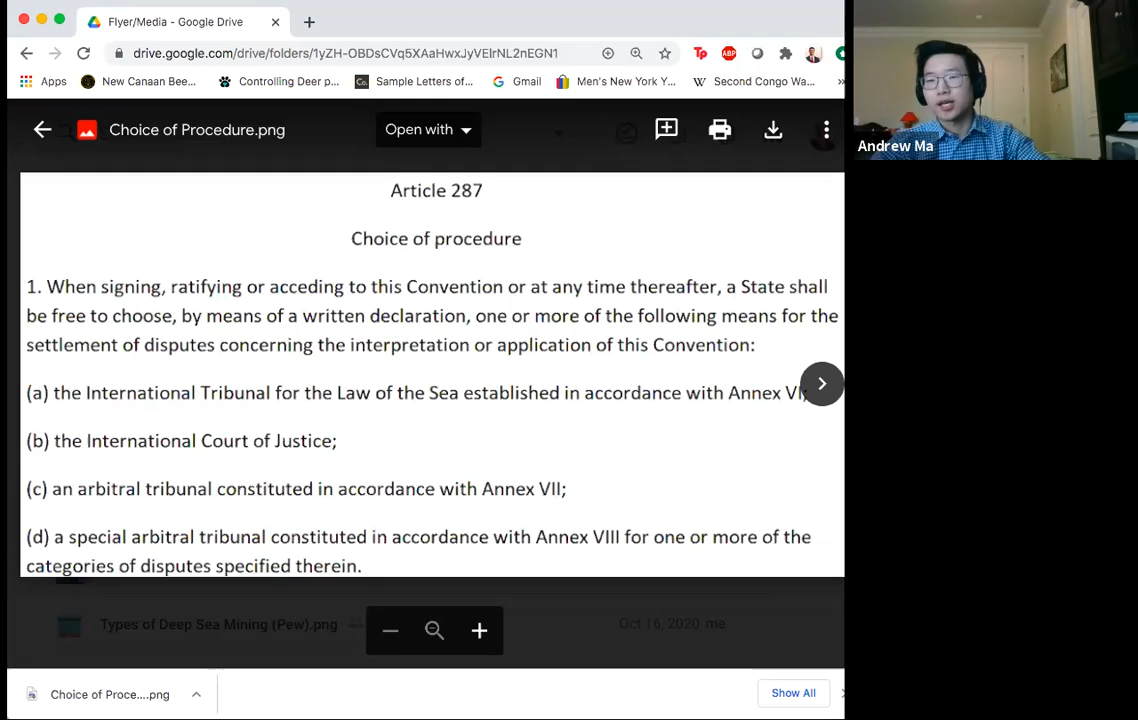 Flyer/Media - Google Drive
drive.google.com/drive/folders/1yZH-OBDsCVq5XAaHwxJyVElrNL2nEGN1
Apps New Canaan Bee... Controlling Deer p... Sample Letters of... Gmail Men's New York Y... Second Congo Wa...
Choice of Procedure.png Open with
Andrew Ma
Article 287
Choice of procedure
1. When signing, ratifying or acceding to this Convention or at any time thereafter, a State shall
be free to choose, by means of a written declaration, one or more of the following means for the
settlement of disputes concerning the interpretation or application of this Convention:
(a) the International Tribunal for the Law of the Sea established in accordance with Annex VI;
(b) the International Court of Justice;
(c) an arbitral tribunal constituted in accordance with Annex VII;
(d) a special arbitral tribunal constituted in accordance with Annex VIII for one or more of the
categories of disputes specified therein.
Types of Deep Sea Mining (Pew).png Oct 16, 2020 me
Choice of Proce....png Show All